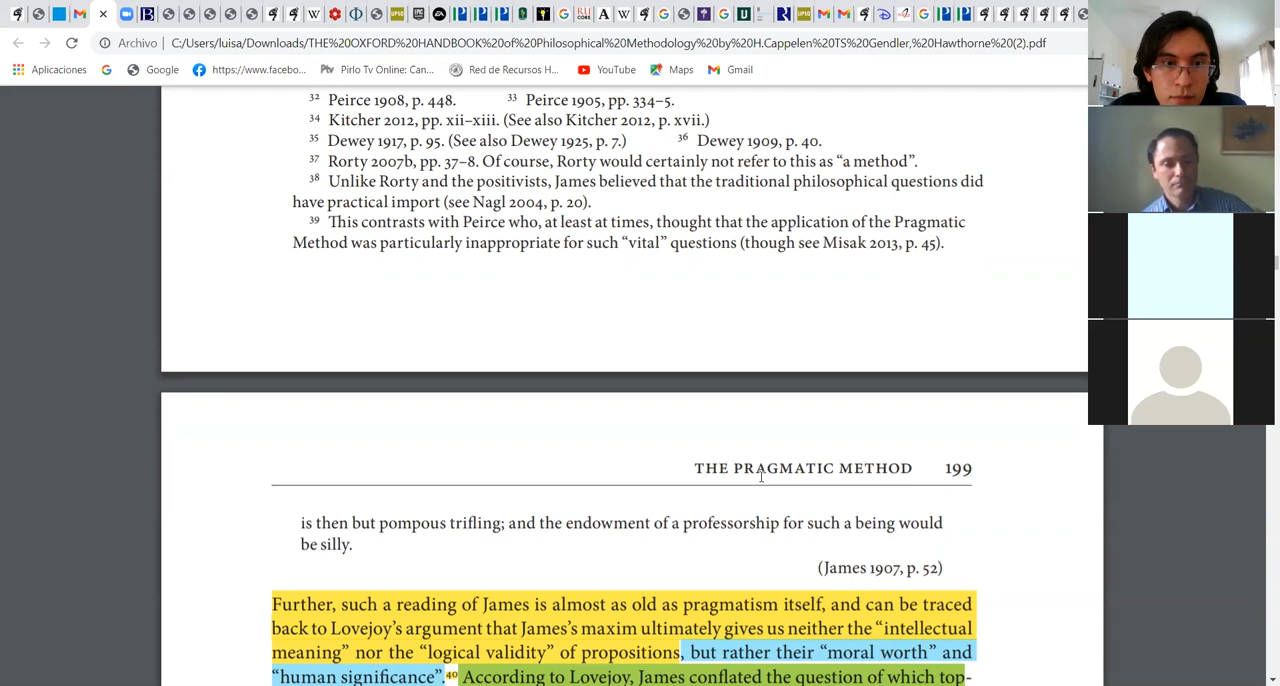 Archivo
C:/Users/luisa/Downloads/THE%20OXFORD%20HANDBOOK%20of%20Philosophical%20Methodology%20by%20H.Cappelen%20TS%20Gendler,%20Hawthorne%20(2).pdf
Aplicaciones Google https://www.facebo... Pirlo Tv Online: Can... Red de Recursos H... YouTube Maps Gmail
32 Peirce 1908, p. 448. 33 Peirce 1905, pp. 334–5.
34 Kitcher 2012, pp. xii–xiii. (See also Kitcher 2012, p. xvii.)
35 Dewey 1917, p. 95. (See also Dewey 1925, p. 7.) 36 Dewey 1909, p. 40.
37 Rorty 2007b, pp. 37–8. Of course, Rorty would certainly not refer to this as “a method”.
38 Unlike Rorty and the positivists, James believed that the traditional philosophical questions did
have practical import (see Nagl 2004, p. 20).
39 This contrasts with Peirce who, at least at times, thought that the application of the Pragmatic
Method was particularly inappropriate for such “vital” questions (though see Misak 2013, p. 45).
THE PRAGMATIC METHOD 199
is then but pompous trifling; and the endowment of a professorship for such a being would
be silly.
(James 1907, p. 52)
Further, such a reading of James is almost as old as pragmatism itself, and can be traced
back to Lovejoy’s argument that James’s maxim ultimately gives us neither the “intellectual
meaning” nor the “logical validity” of propositions, but rather their “moral worth” and
“human significance”.40 According to Lovejoy, James conflated the question of which top-